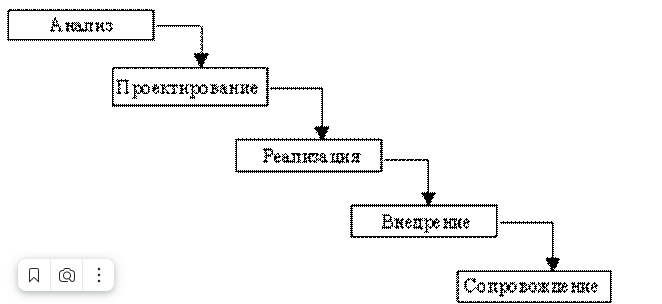 Анализ
Проектирование
Реализация
Внедрение
Сопровождение